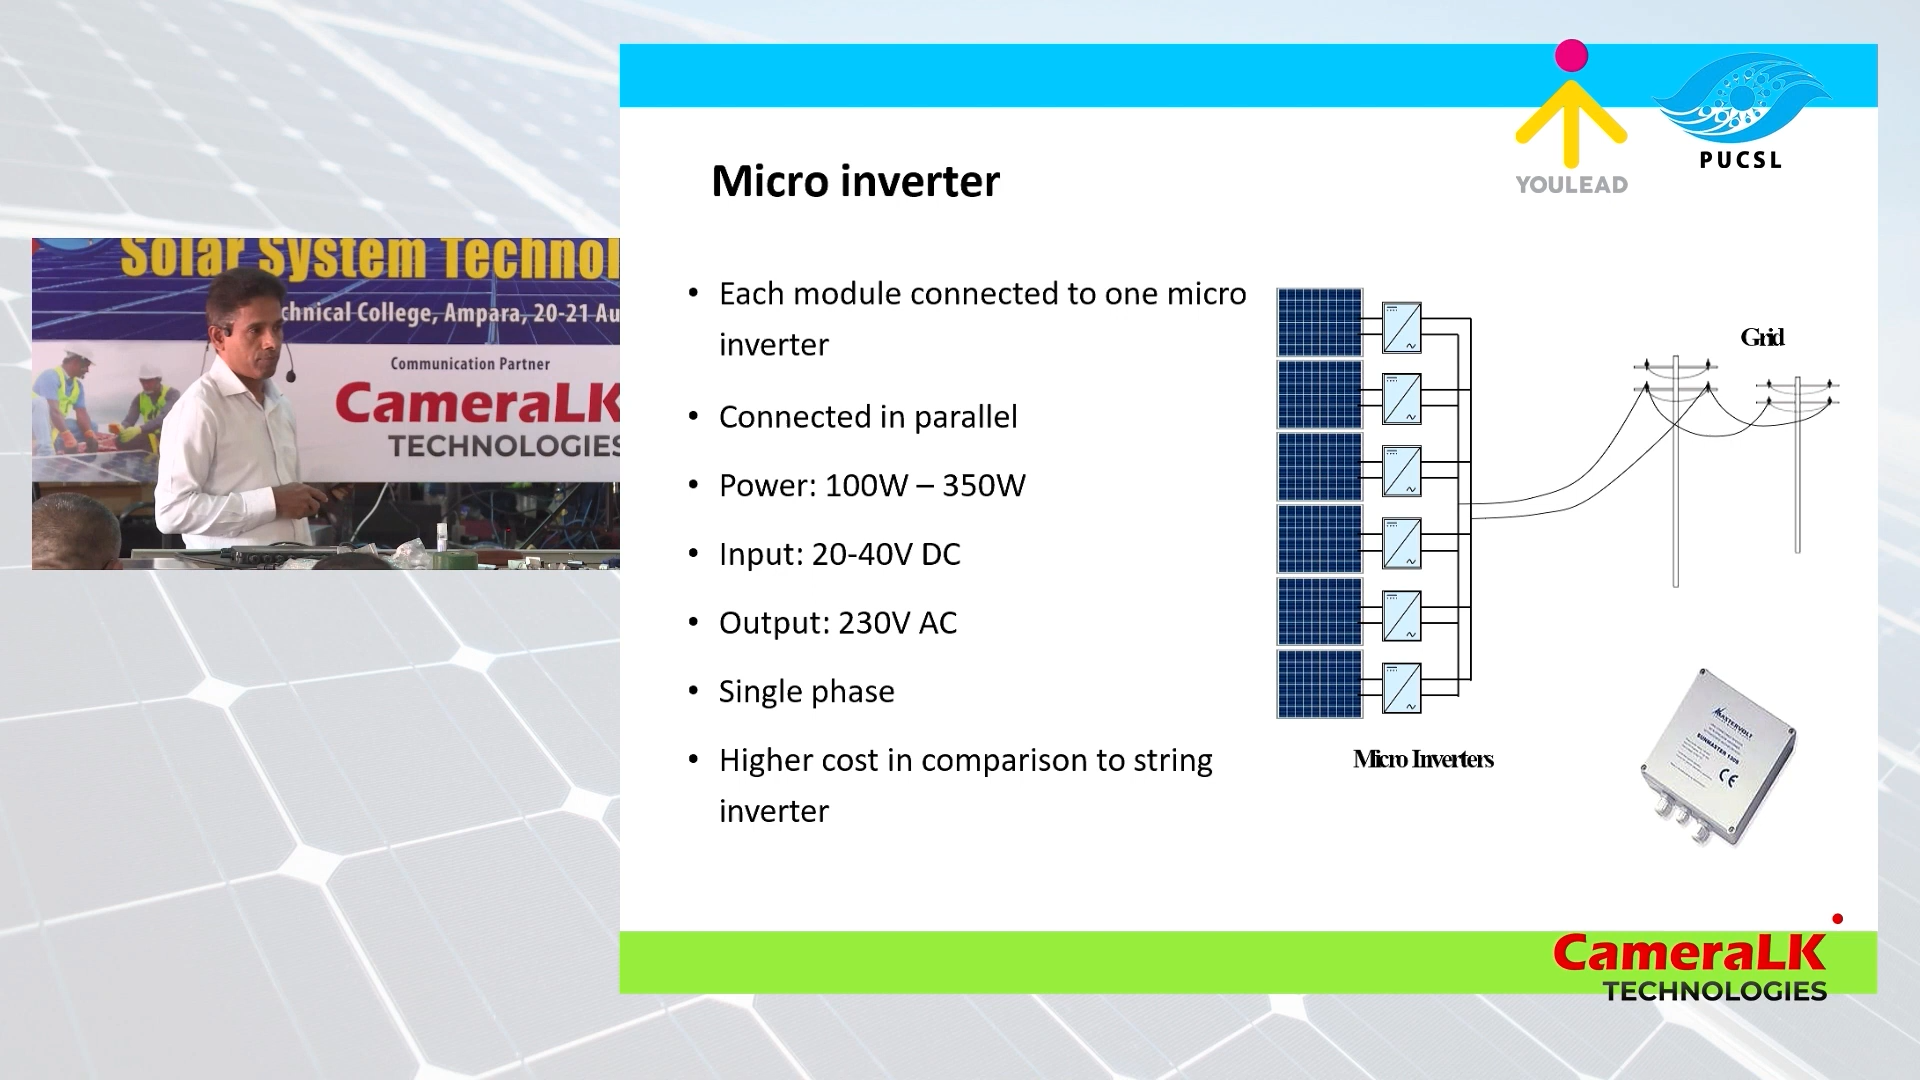 YOULEAD
PUCSL
Micro inverter
• Each module connected to one micro
inverter
• Connected in parallel
• Power: 100W – 350W
• Input: 20-40V DC
• Output: 230V AC
• Single phase
• Higher cost in comparison to string
inverter
Grid
Micro Inverters
MASTERVOLT
CE
Solar System Technol
chnical College, Ampara, 20-21 Au
Communication Partner
CameraLK
TECHNOLOGIES
CameraLK
TECHNOLOGIES